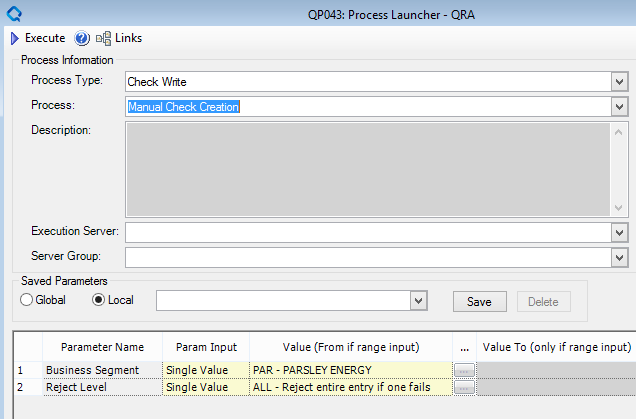 QP043: Process Launcher - QRA
Execute Links
Process Information
Process Type: Check Write
Process: Manual Check Creation
Description:
Execution Server:
Server Group:
Saved Parameters
Global Local Save Delete
Parameter Name Param Input Value (From if range input) ... Value To (only if range input)
1 Business Segment Single Value PAR - PARSLEY ENERGY ...
2 Reject Level Single Value ALL - Reject entire entry if one fails ...